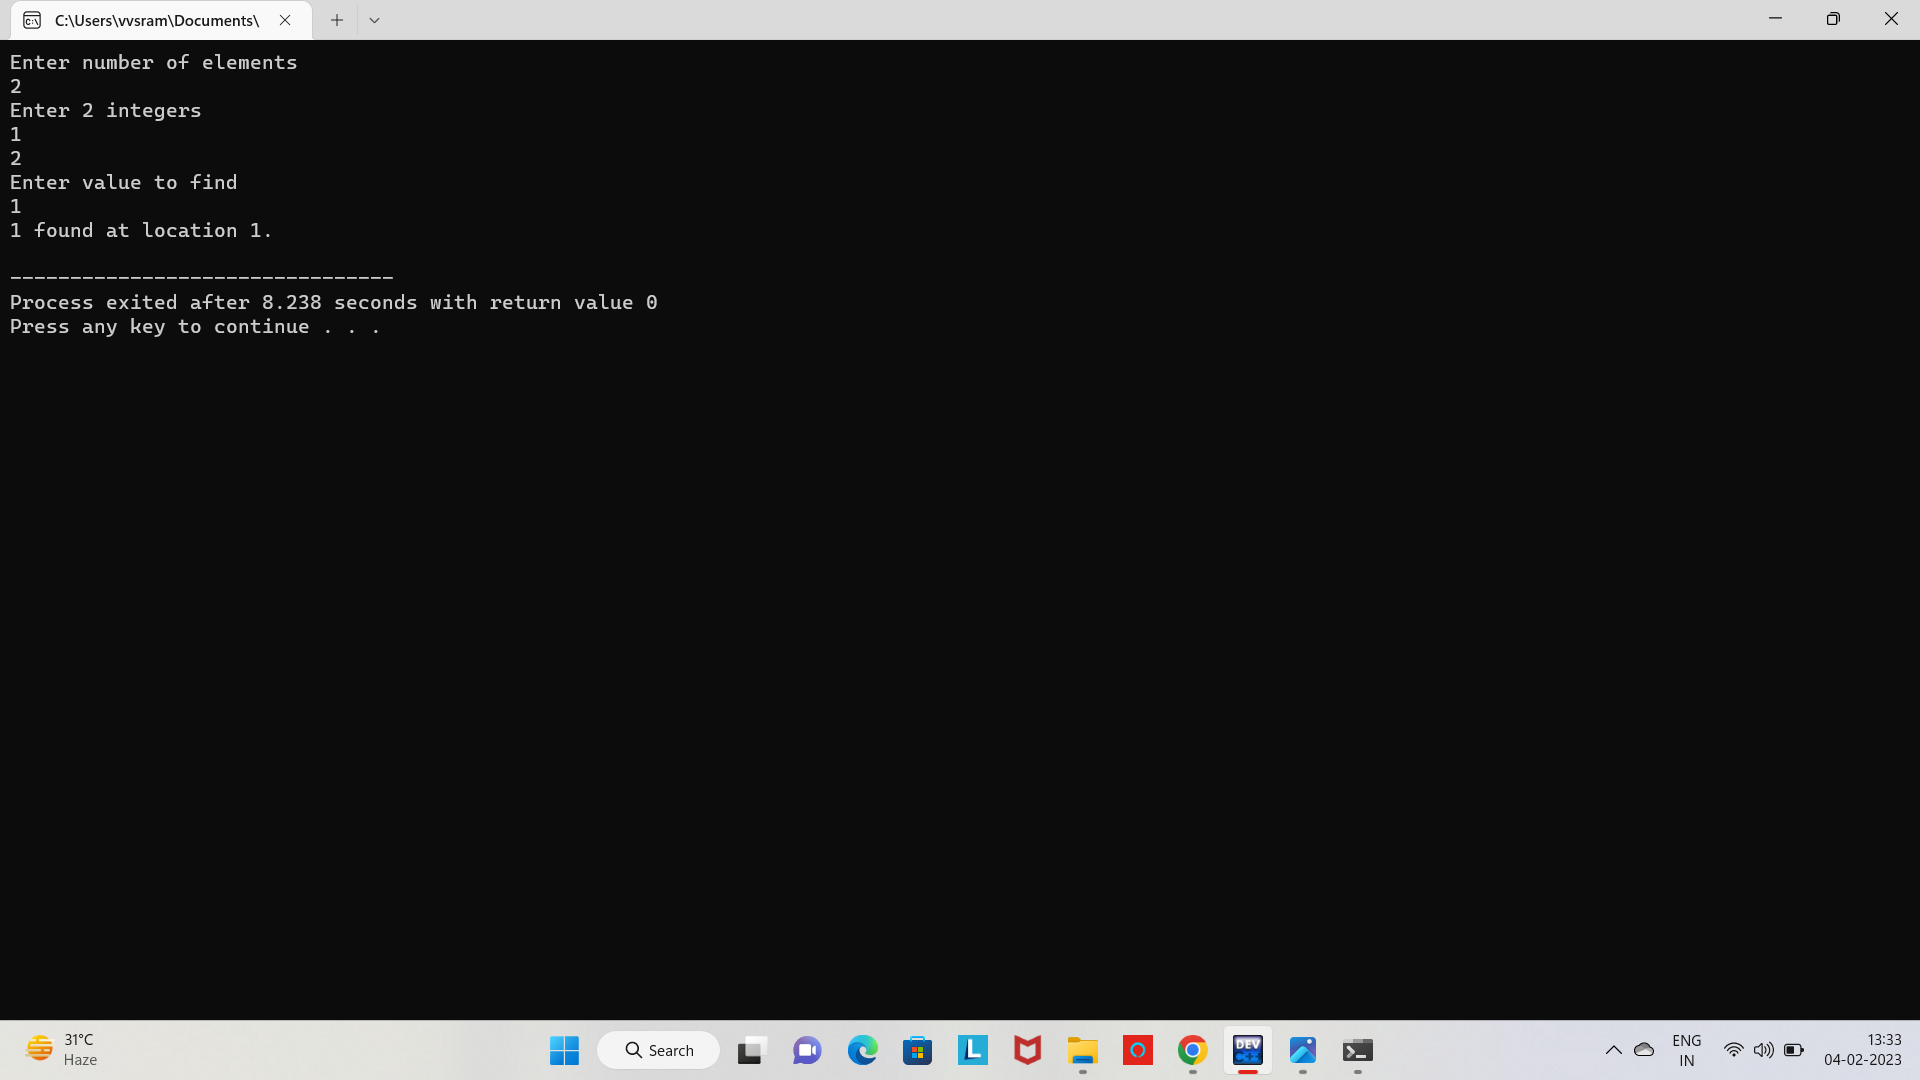 C:\Users\vvsram\Documents\
Enter number of elements
2
Enter 2 integers
1
2
Enter value to find
1
1 found at location 1.
--------------------------------
Process exited after 8.238 seconds with return value 0
Press any key to continue . . .
31°C
Haze
Search
L
DEV
C++
ENG
IN
13:33
04-02-2023